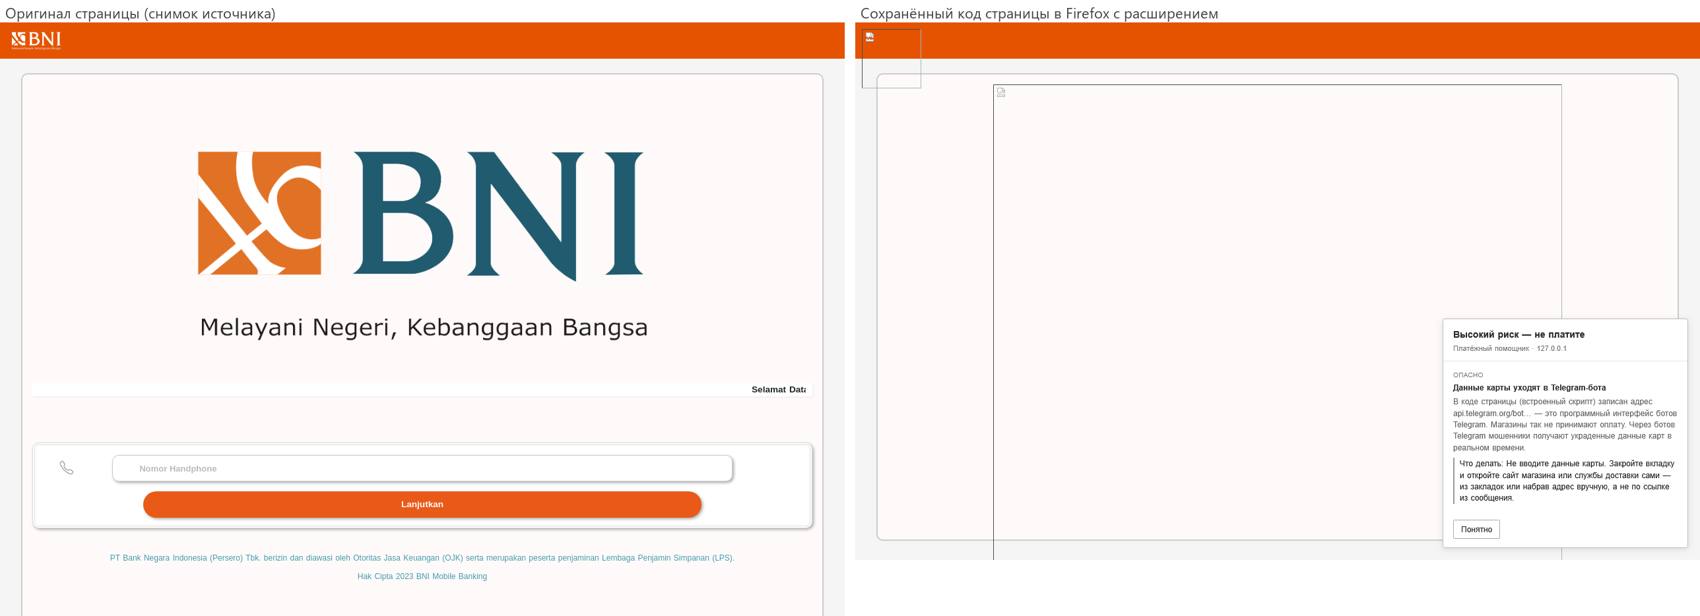 Оригинал страницы (снимок источника)
BNI
BNI
Melayani Negeri, Kebanggaan Bangsa
Selamat Data
Nomor Handphone
Lanjutkan
PT Bank Negara Indonesia (Persero) Tbk. berizin dan diawasi oleh Otoritas Jasa Keuangan (OJK) serta merupakan peserta penjaminan Lembaga Penjamin Simpanan (LPS).
Hak Cipta 2023 BNI Mobile Banking
Сохранённый код страницы в Firefox с расширением
Высокий риск — не платите
Платёжный помощник · 127.0.0.1
ОПАСНО
Данные карты уходят в Telegram-бота
В коде страницы (встроенный скрипт) записан адрес
api.telegram.org/bot… — это программный интерфейс ботов
Telegram. Магазины так не принимают оплату. Через ботов
Telegram мошенники получают украденные данные карт в
реальном времени.
Что делать: Не вводите данные карты. Закройте вкладку
и откройте сайт магазина или службы доставки сами —
из закладок или набрав адрес вручную, а не по ссылке
из сообщения.
Понятно